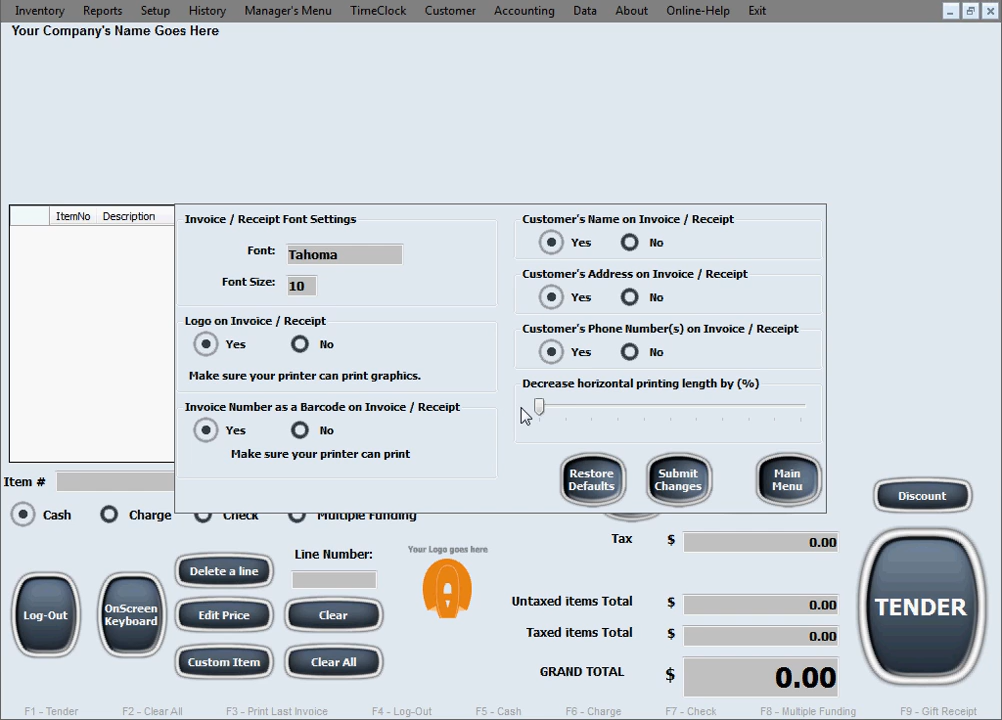 Inventory Reports Setup History Manager's Menu TimeClock Customer Accounting Data About Online-Help Exit
Your Company's Name Goes Here
ItemNo Description
Invoice / Receipt Font Settings
Font: Tahoma
Font Size: 10
Logo on Invoice / Receipt
Yes No
Make sure your printer can print graphics.
Invoice Number as a Barcode on Invoice / Receipt
Yes No
Make sure your printer can print
Customer's Name on Invoice / Receipt
Yes No
Customer's Address on Invoice / Receipt
Yes No
Customer's Phone Number(s) on Invoice / Receipt
Yes No
Decrease horizontal printing length by (%)
Restore Defaults
Submit Changes
Main Menu
Item #
Cash Charge Check Multiple Funding
Discount
Log-Out
OnScreen Keyboard
Delete a line
Edit Price
Custom Item
Line Number:
Clear
Clear All
Your Logo goes here
Tax $ 0.00
Untaxed items Total $ 0.00
Taxed items Total $ 0.00
GRAND TOTAL $ 0.00
TENDER
F1 - Tender F2 - Clear All F3 - Print Last Invoice F4 - Log-Out F5 - Cash F6 - Charge F7 - Check F8 - Multiple Funding F9 - Gift Receipt